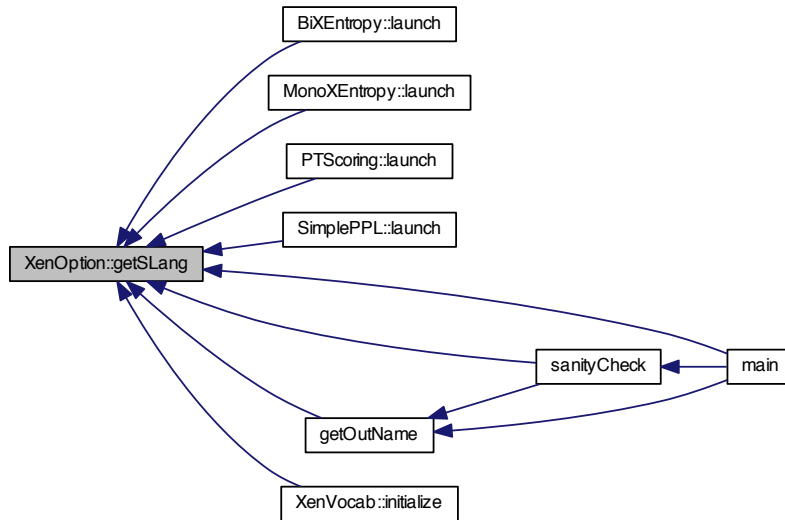 BiXEntropy::launch
MonoXEntropy::launch
PTScoring::launch
SimplePPL::launch
XenOption::getSLang
sanityCheck
main
getOutName
XenVocab::initialize